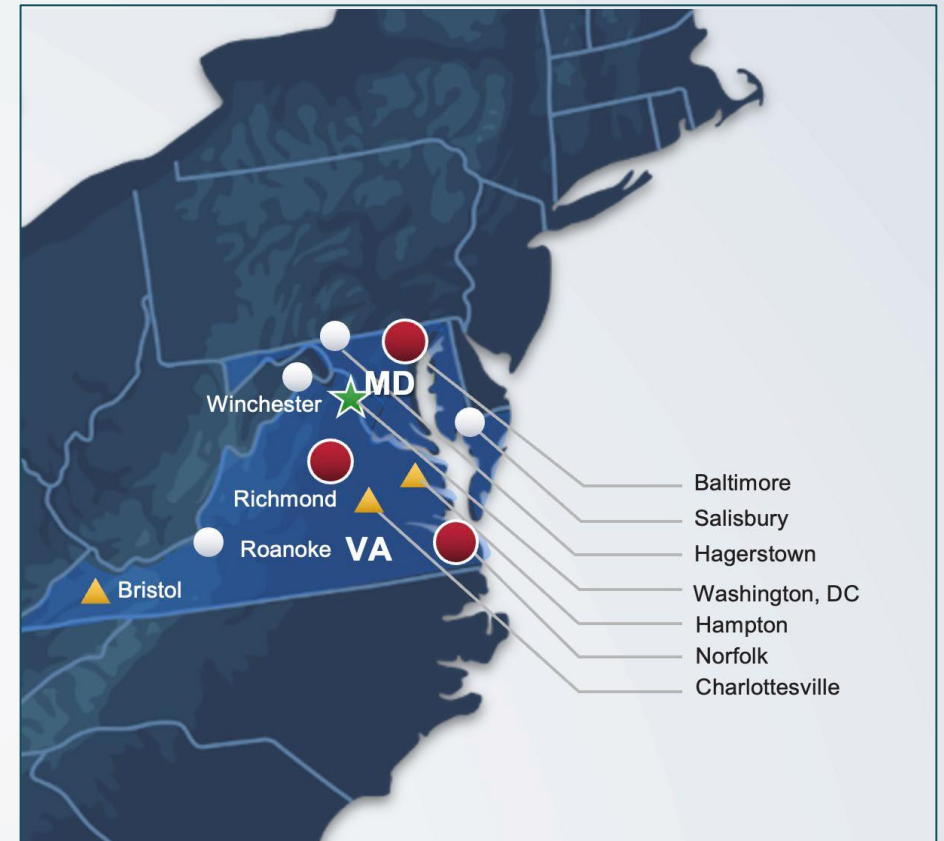 MD
Winchester
Richmond
Roanoke
VA
Bristol
Baltimore
Salisbury
Hagerstown
Washington, DC
Hampton
Norfolk
Charlottesville